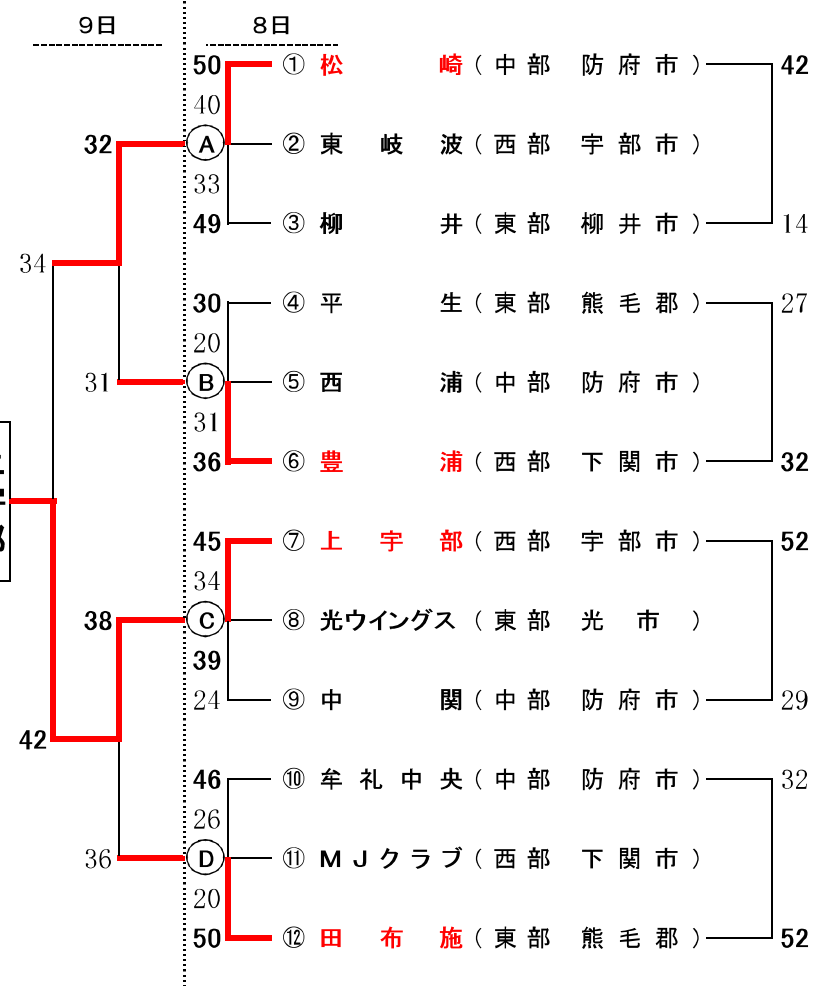 9日 8日
50 ① 松崎(中部 防府市) 42
40
32 A ② 東岐波(西部 宇部市)
33
49 ③ 柳井(東部 柳井市) 14
34
30 ④ 平生(東部 熊毛郡) 27
20
31 B ⑤ 西浦(中部 防府市)
31
36 ⑥ 豊浦(西部 下関市) 32
45 ⑦ 上宇部(西部 宇部市) 52
34
38 C ⑧ 光ウイングス(東部 光市)
39
24 ⑨ 中関(中部 防府市) 29
42
46 ⑩ 牟礼中央(中部 防府市) 32
26
36 D ⑪ MJクラブ(西部 下関市)
20
50 ⑫ 田布施(東部 熊毛郡) 52